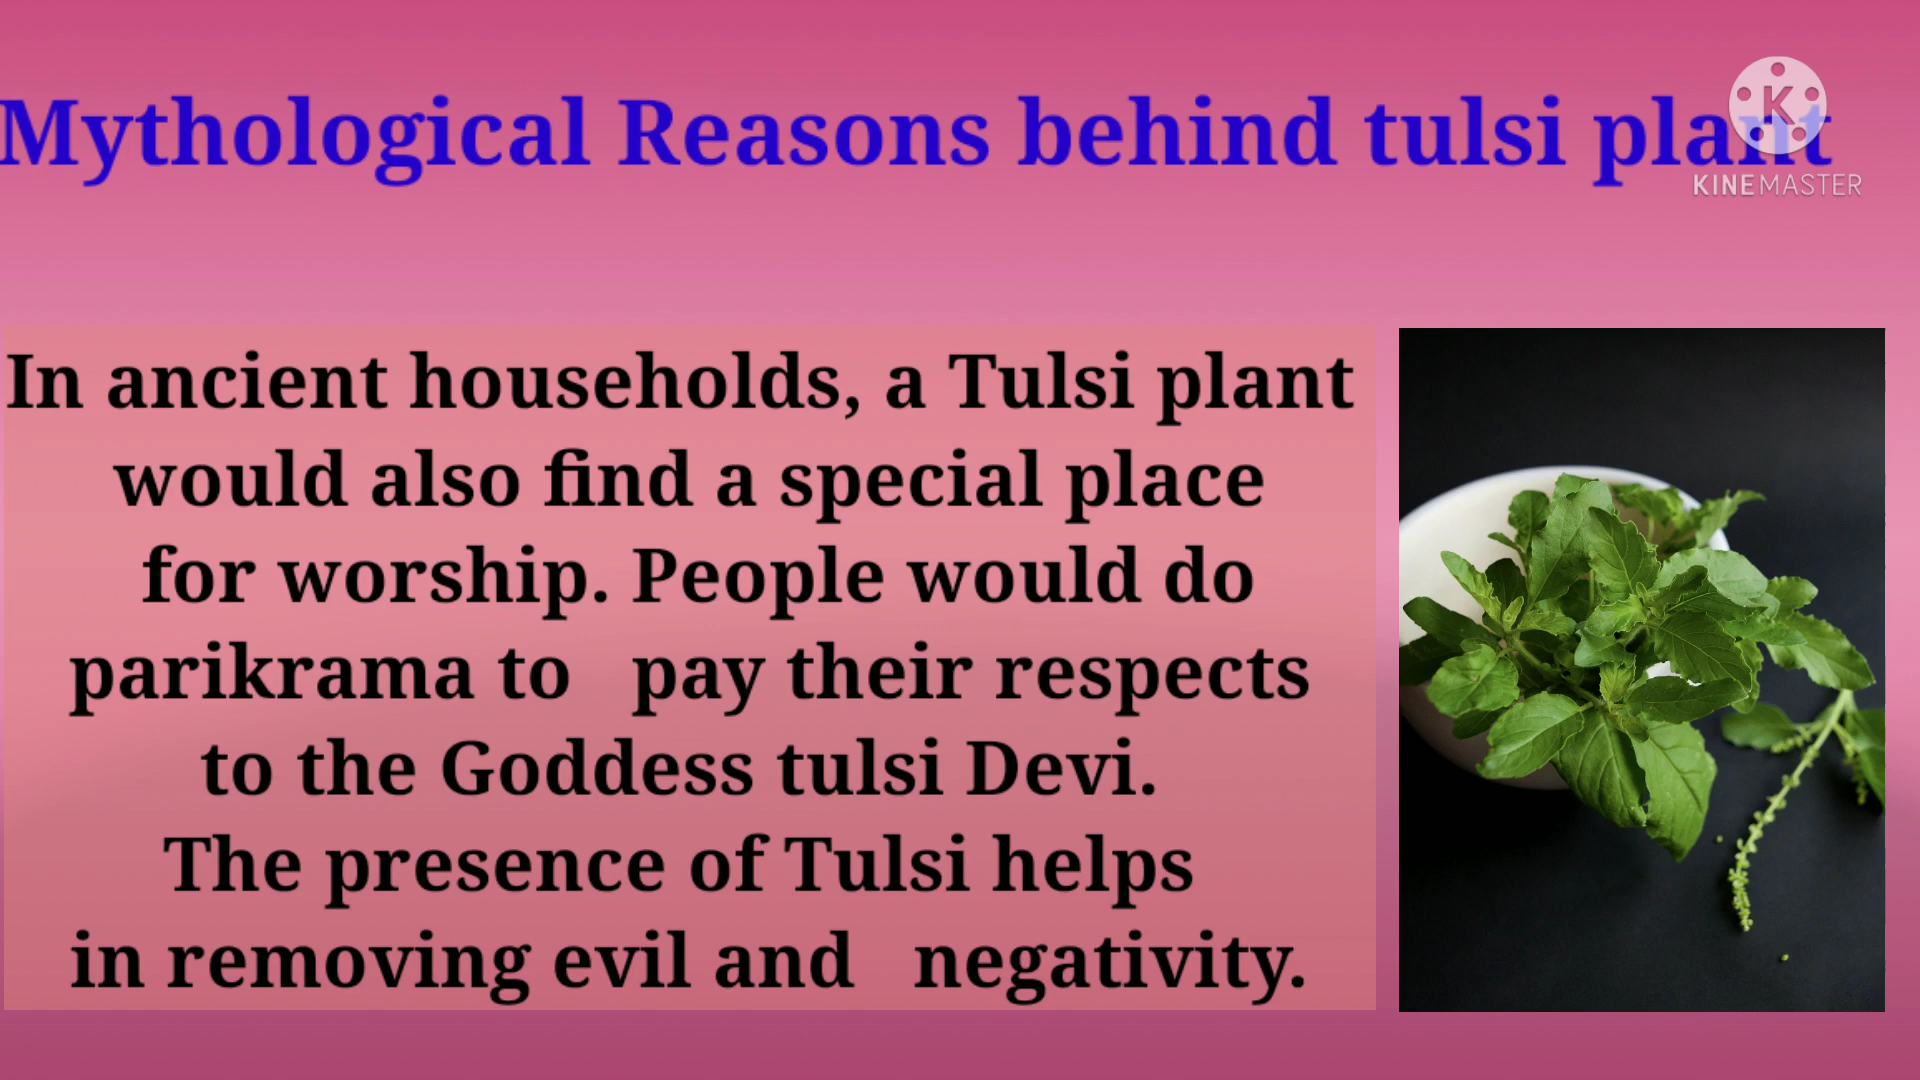 Mythological Reasons behind tulsi plant
KINEMASTER
In ancient households, a Tulsi plant
would also find a special place
for worship. People would do
parikrama to   pay their respects
to the Goddess tulsi Devi.
The presence of Tulsi helps
in removing evil and   negativity.